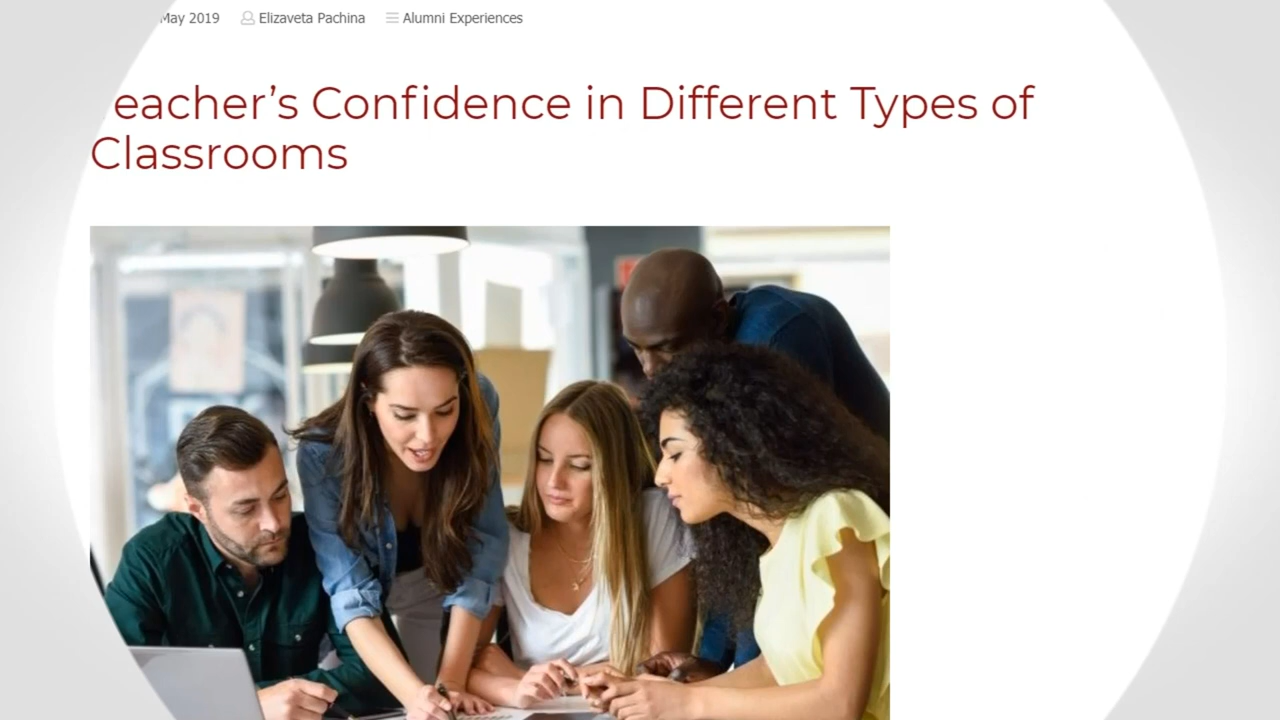 May 2019 Elizaveta Pachina Alumni Experiences
eacher’s Confidence in Different Types of
Classrooms